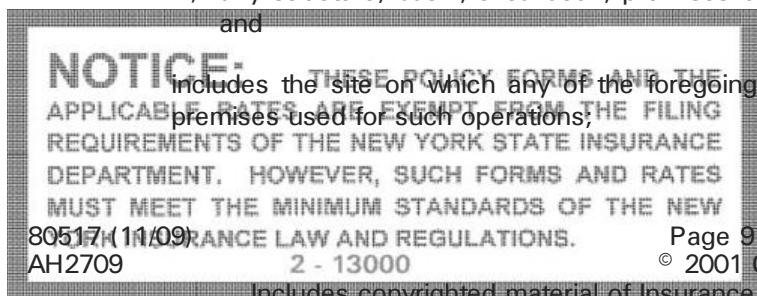 and
NOTICE: THESE POLICY FORMS AND THE
includes the site on which any of the foregoing
APPLICABLE RATES ARE EXEMPT FROM THE FILING
premises used for such operations;
REQUIREMENTS OF THE NEW YORK STATE INSURANCE
DEPARTMENT. HOWEVER, SUCH FORMS AND RATES
MUST MEET THE MINIMUM STANDARDS OF THE NEW
YORK INSURANCE LAW AND REGULATIONS.
80517 (11/09) Page 9
AH2709 2 - 13000 © 2001
Includes copyrighted material of Insurance